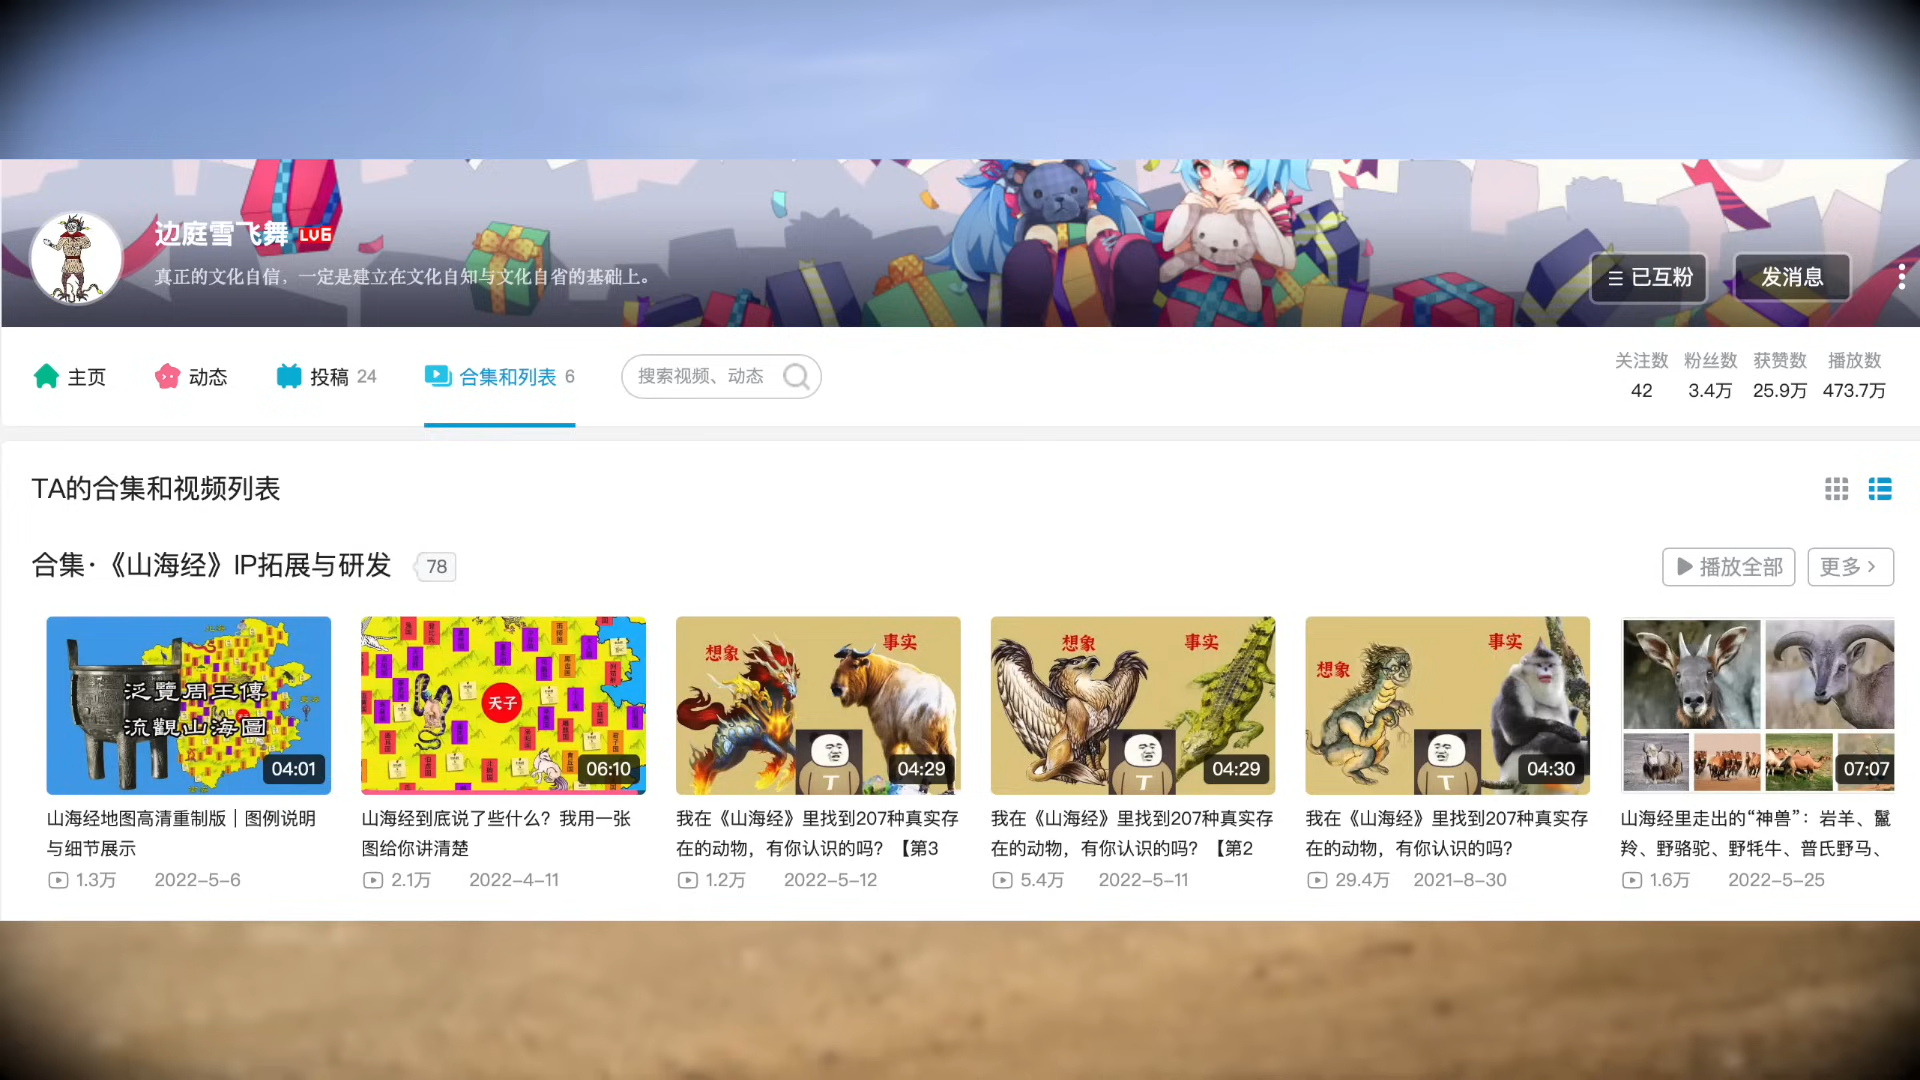 边庭雪飞舞 LV6
真正的文化自信，一定是建立在文化自知与文化自省的基础上。
已互粉
发消息
主页
动态
投稿 24
合集和列表 6
搜索视频、动态
关注数 粉丝数 获赞数 播放数
42 3.4万 25.9万 473.7万
TA的合集和视频列表
合集·《山海经》IP拓展与研发 78
播放全部
更多
泛覽周王傳
流觀山海圖
04:01
山海经地图高清重制版｜图例说明
与细节展示
1.3万 2022-5-6
天子
06:10
山海经到底说了些什么？我用一张
图给你讲清楚
2.1万 2022-4-11
想象
事实
04:29
我在《山海经》里找到207种真实存
在的动物，有你认识的吗？【第3
1.2万 2022-5-12
想象
事实
04:29
我在《山海经》里找到207种真实存
在的动物，有你认识的吗？【第2
5.4万 2022-5-11
想象
事实
04:30
我在《山海经》里找到207种真实存
在的动物，有你认识的吗？
29.4万 2021-8-30
07:07
山海经里走出的“神兽”：岩羊、鬣
羚、野骆驼、野牦牛、普氏野马、
1.6万 2022-5-25